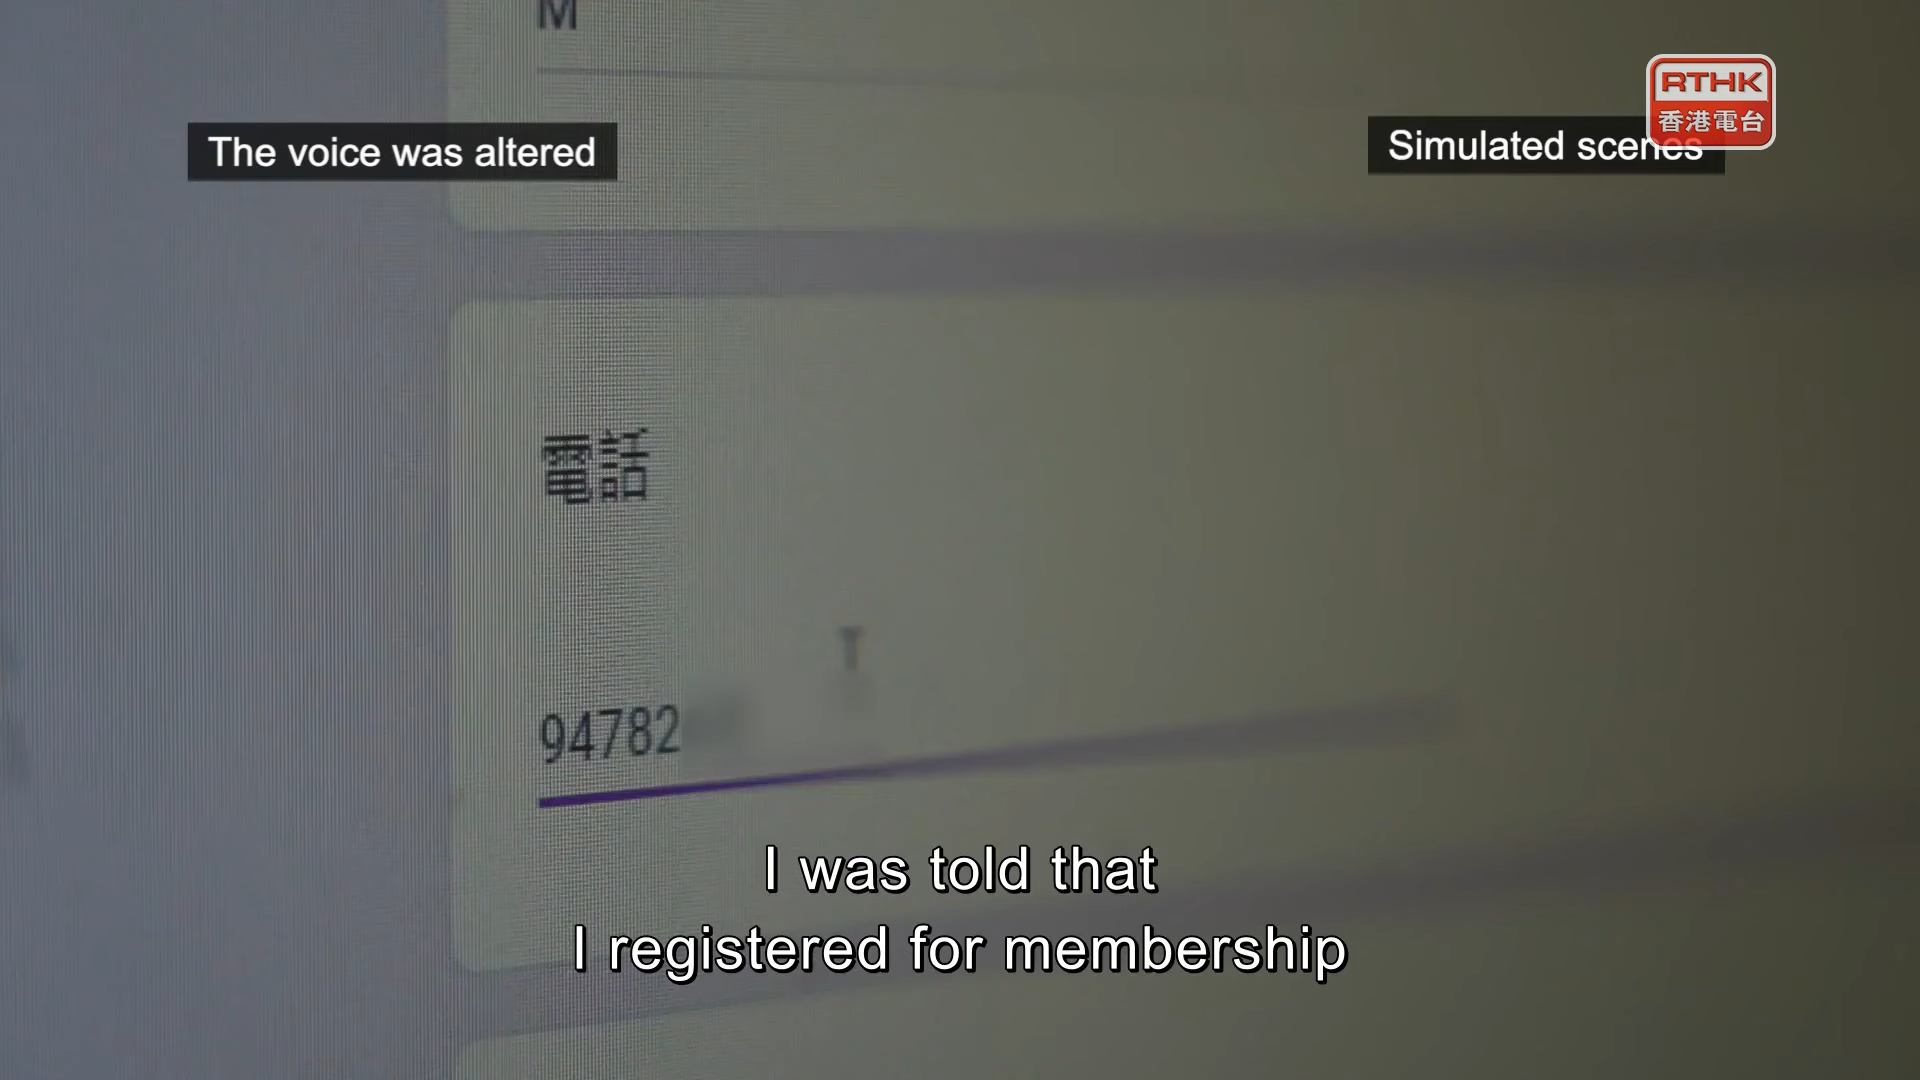 M
RTHK
香港電台
The voice was altered
Simulated scenes
電話
94782
I was told that
I registered for membership